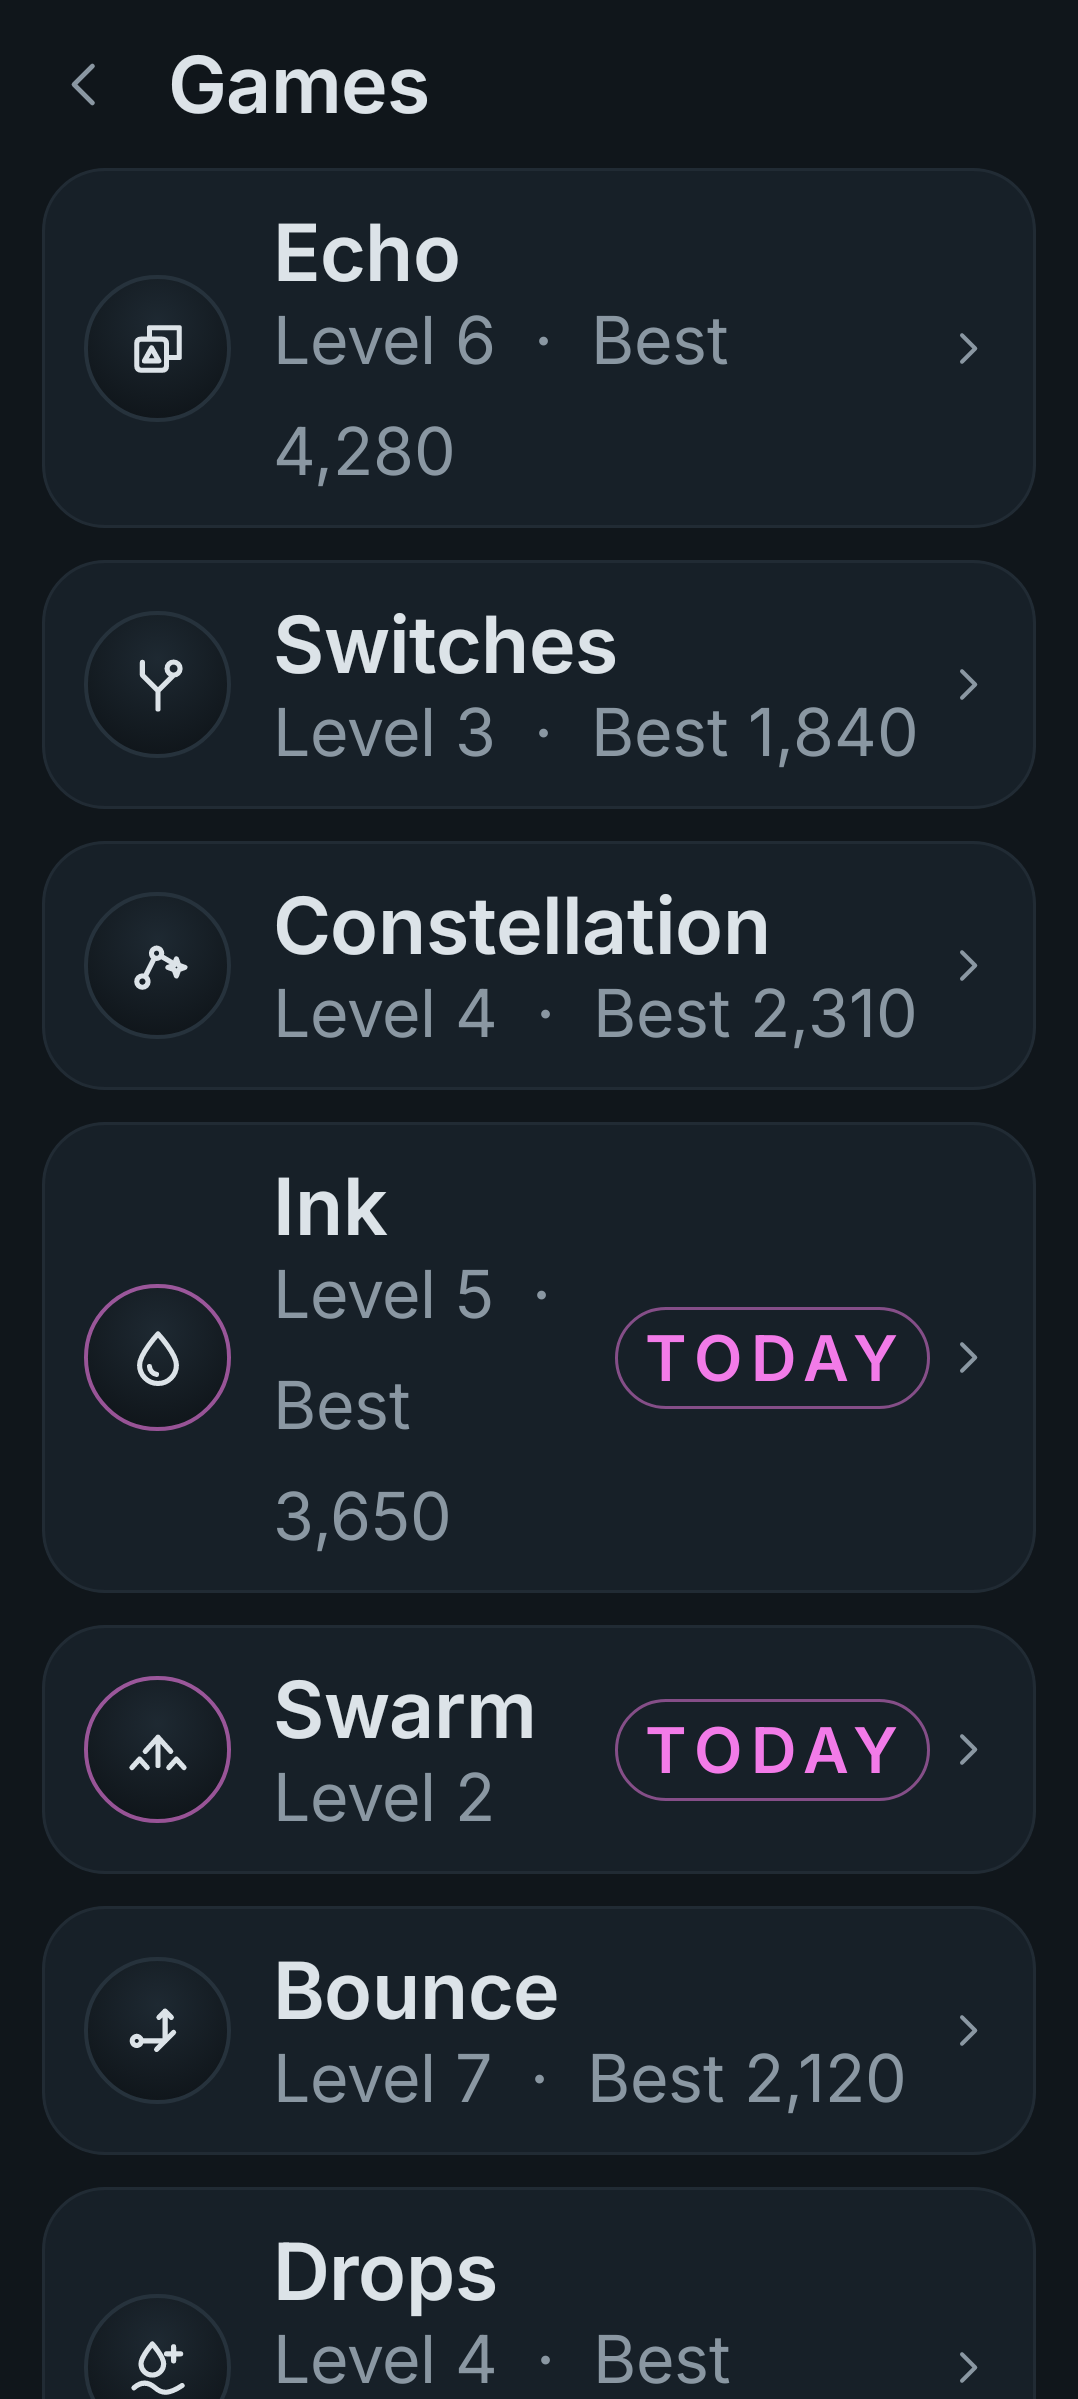 Games
Echo
Level 6 · Best
4,280
Switches
Level 3 · Best 1,840
Constellation
Level 4 · Best 2,310
Ink
Level 5 ·
Best
3,650
TODAY
Swarm
Level 2
TODAY
Bounce
Level 7 · Best 2,120
Drops
Level 4 · Best